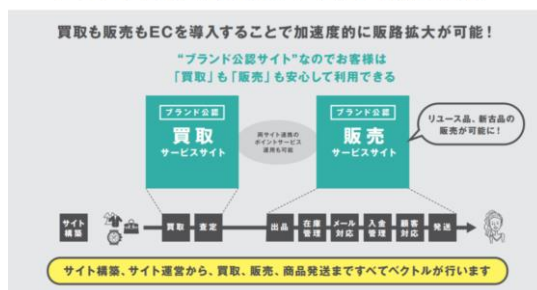 買取も販売もECを導入することで加速度的に販路拡大が可能！
“ブランド公認サイト”なのでお客様は
「買取」も「販売」も安心して利用できる
ブランド公認
買取
サービスサイト
両サイト連携の
ポイントサービス
運用も可能
ブランド公認
販売
サービスサイト
リユース品、新古品の
販売が可能に！
サイト
構築
買取
査定
出品
在庫
管理
メール
対応
入金
管理
顧客
対応
発送
サイト構築、サイト運営から、買取、販売、商品発送まですべてベクトルが行います